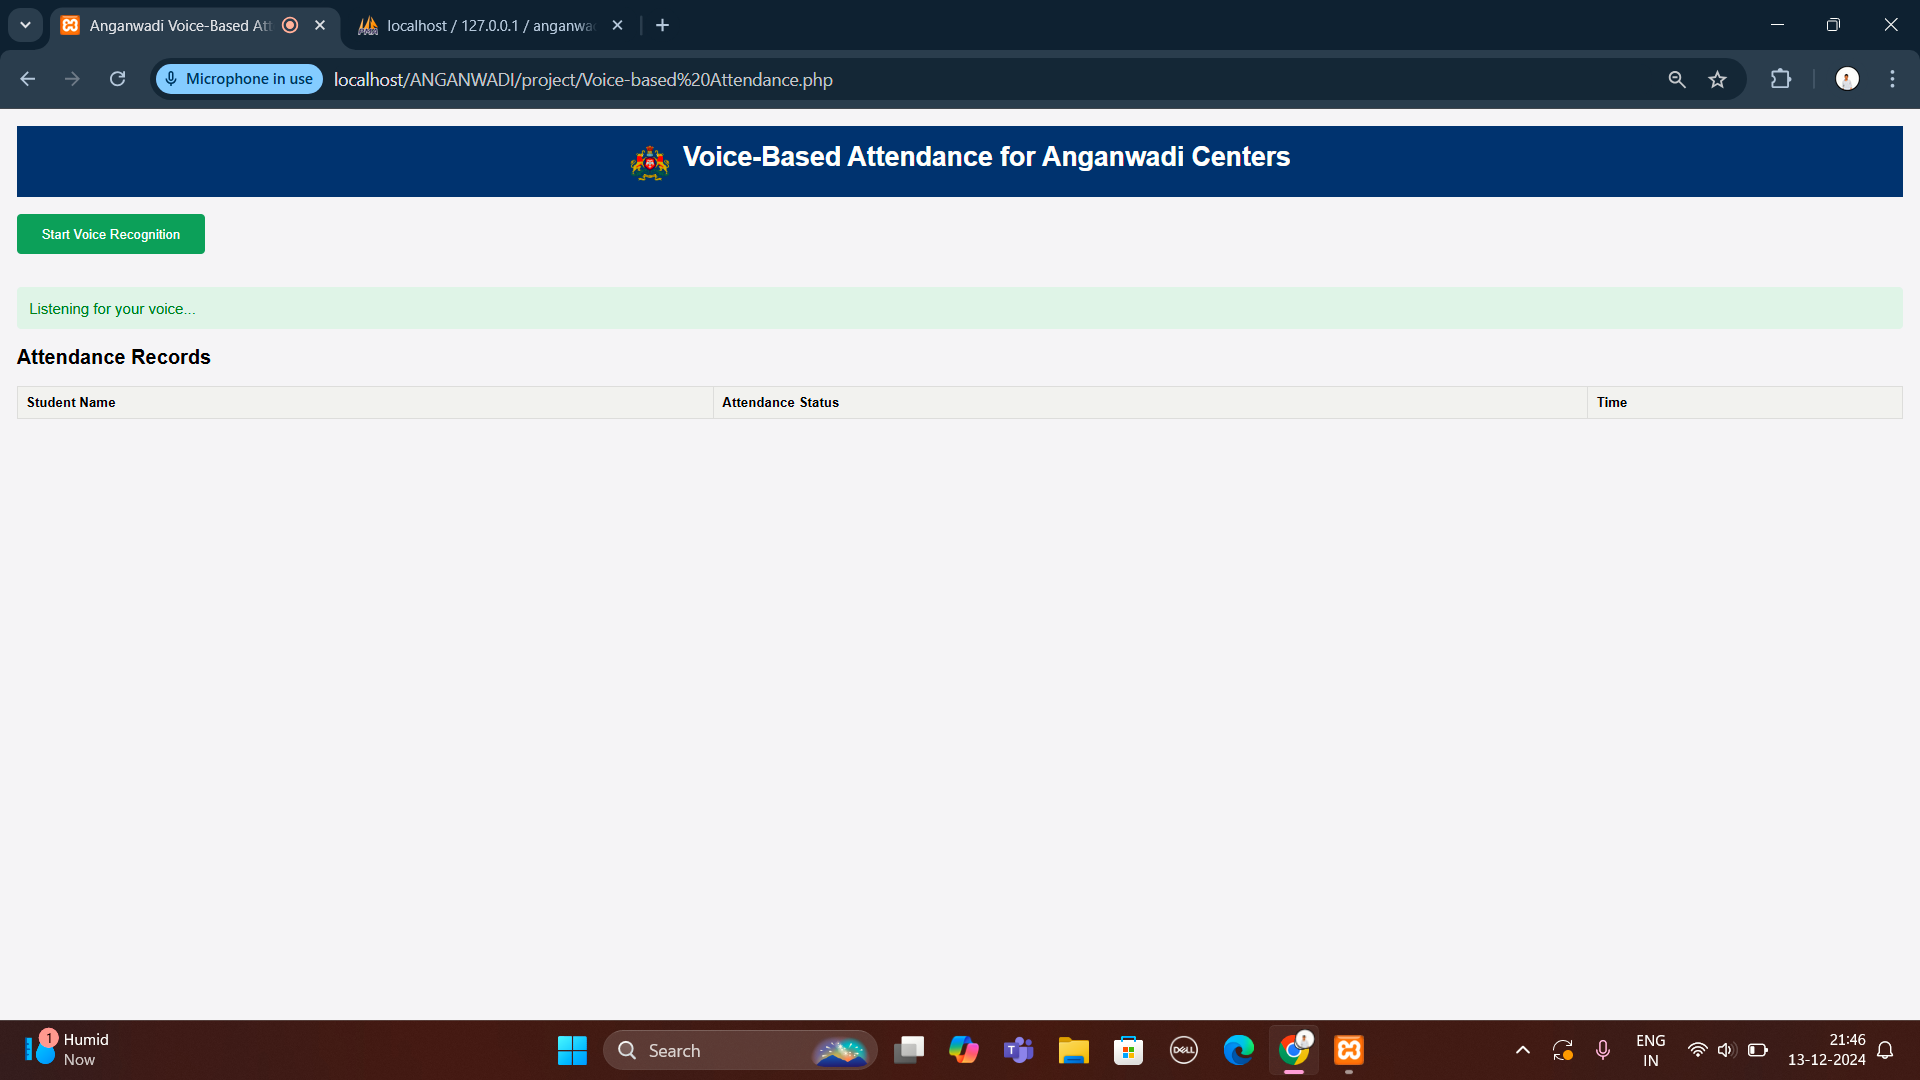 Anganwadi Voice-Based Att
localhost / 127.0.0.1 / anganwa
Microphone in use
localhost/ANGANWADI/project/Voice-based%20Attendance.php
Voice-Based Attendance for Anganwadi Centers
Start Voice Recognition
Listening for your voice...
Attendance Records
Student Name Attendance Status Time
1
Humid
Now
Search
T
DELL
ENG
IN
21:46
13-12-2024